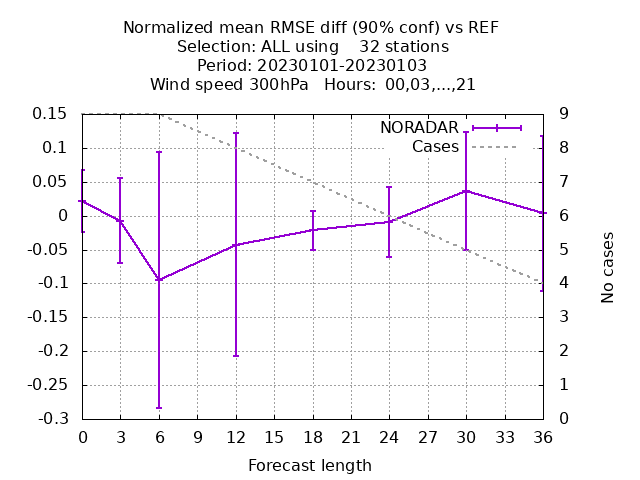 Normalized mean RMSE diff (90% conf) vs REF
Selection: ALL using    32 stations
Period: 20230101-20230103
Wind speed 300hPa   Hours: 00,03,...,21
NORADAR
Cases
0.15
0.1
0.05
0
-0.05
-0.1
-0.15
-0.2
-0.25
-0.3
9
8
7
6
5
4
3
2
1
0
No cases
0 3 6 9 12 15 18 21 24 27 30 33 36
Forecast length